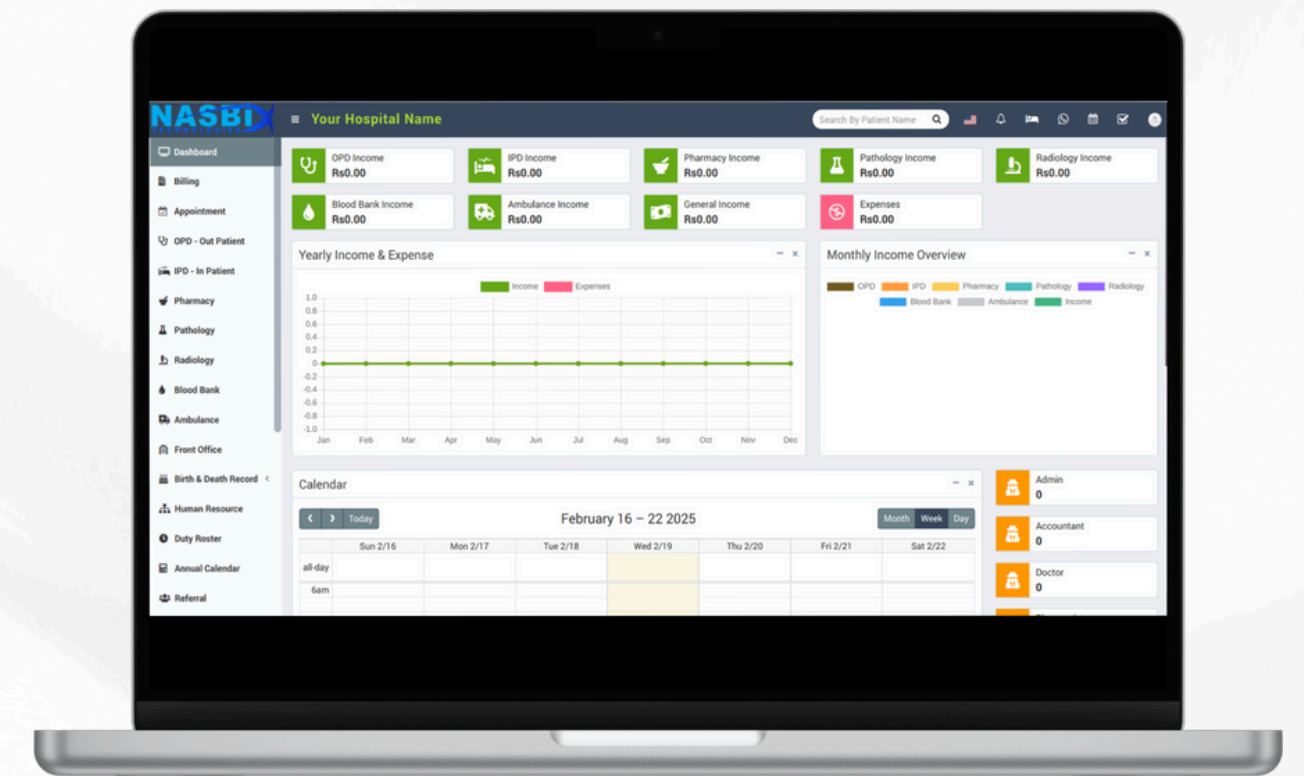 NASBIX
TECHNOLOGIES
Your Hospital Name
Search By Patient Name
Dashboard
Billing
Appointment
OPD - Out Patient
IPD - In Patient
Pharmacy
Pathology
Radiology
Blood Bank
Ambulance
Front Office
Birth & Death Record
Human Resource
Duty Roster
Annual Calendar
Referral
OPD Income
Rs0.00
IPD Income
Rs0.00
Pharmacy Income
Rs0.00
Pathology Income
Rs0.00
Radiology Income
Rs0.00
Blood Bank Income
Rs0.00
Ambulance Income
Rs0.00
General Income
Rs0.00
Expenses
Rs0.00
Yearly Income & Expense
Income Expenses
1.0
0.8
0.6
0.4
0.2
0
-0.2
-0.4
-0.6
-0.8
-1.0
Jan Feb Mar Apr May Jun Jul Aug Sep Oct Nov Dec
Monthly Income Overview
OPD IPD Pharmacy Pathology Radiology
Blood Bank Ambulance Income
Calendar
Today
February 16 – 22 2025
Month Week Day
Sun 2/16 Mon 2/17 Tue 2/18 Wed 2/19 Thu 2/20 Fri 2/21 Sat 2/22
all-day
6am
Admin
0
Accountant
0
Doctor
0